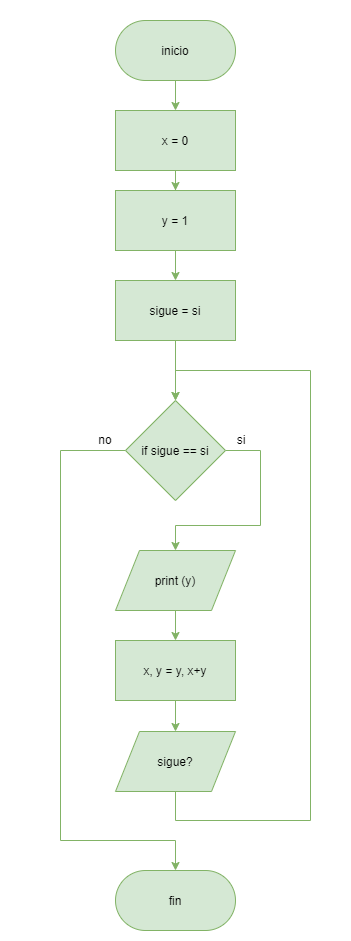 inicio
x = 0
y = 1
sigue = si
no
si
if sigue == si
print (y)
x, y = y, x+y
sigue?
fin